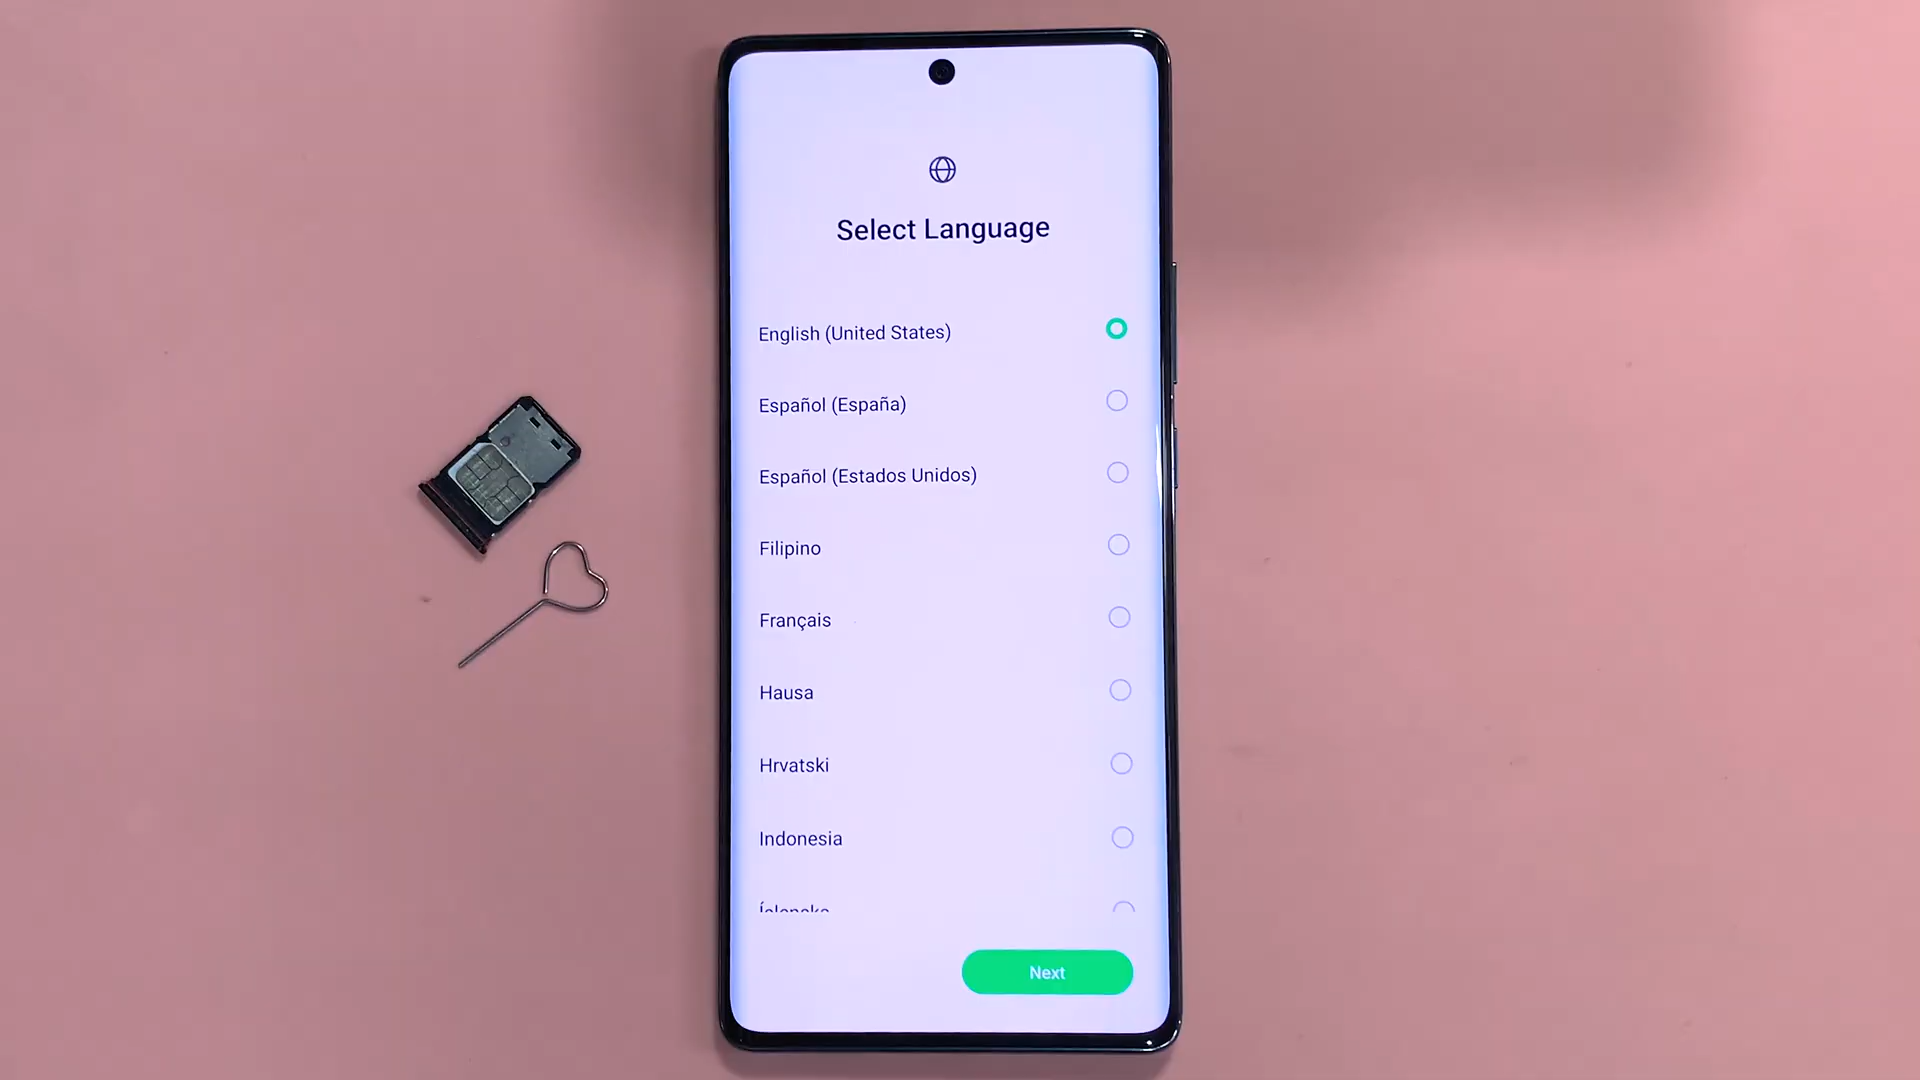 Select Language
English (United States)
Español (España)
Español (Estados Unidos)
Filipino
Français
Hausa
Hrvatski
Indonesia
Next